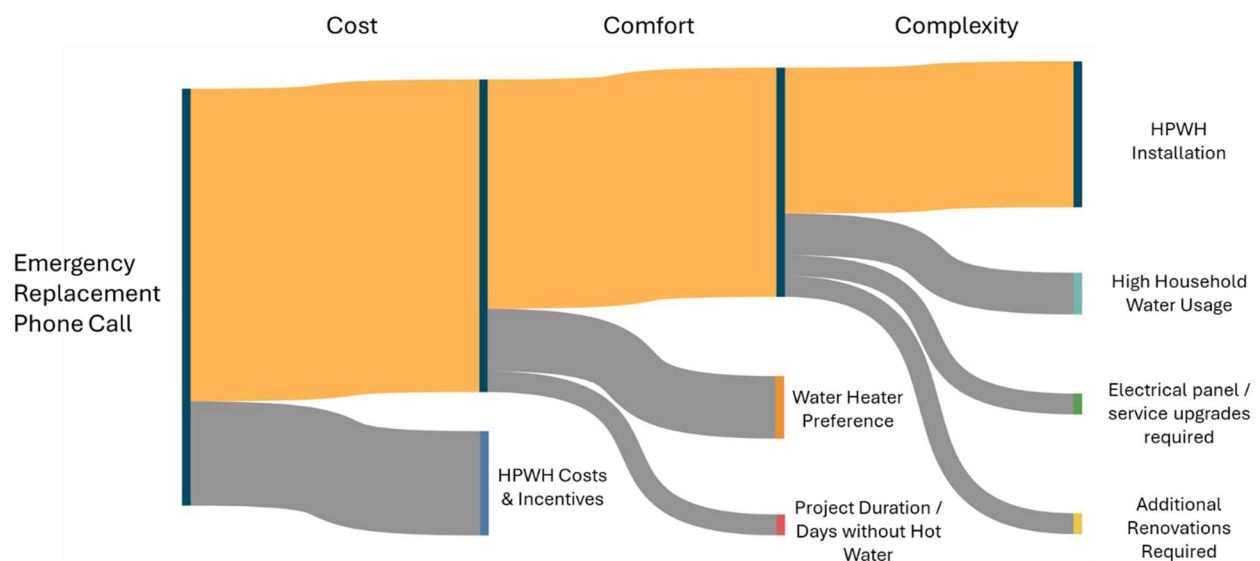 Cost
Comfort
Complexity
HPWH
Installation
Emergency
Replacement
Phone Call
High Household
Water Usage
Water Heater
Preference
Electrical panel /
service upgrades
required
HPWH Costs
& Incentives
Project Duration /
Days without Hot
Water
Additional
Renovations
Required